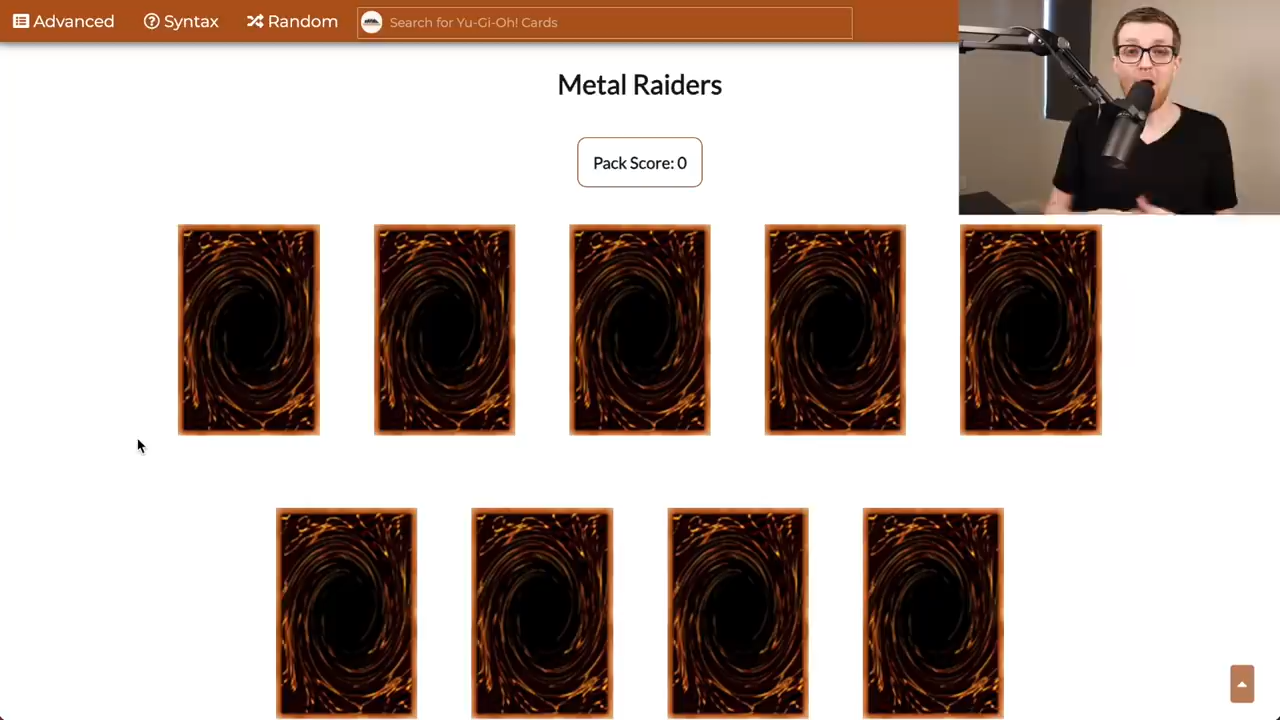 Advanced
Syntax
Random
Search for Yu-Gi-Oh! Cards
Metal Raiders
Pack Score: 0